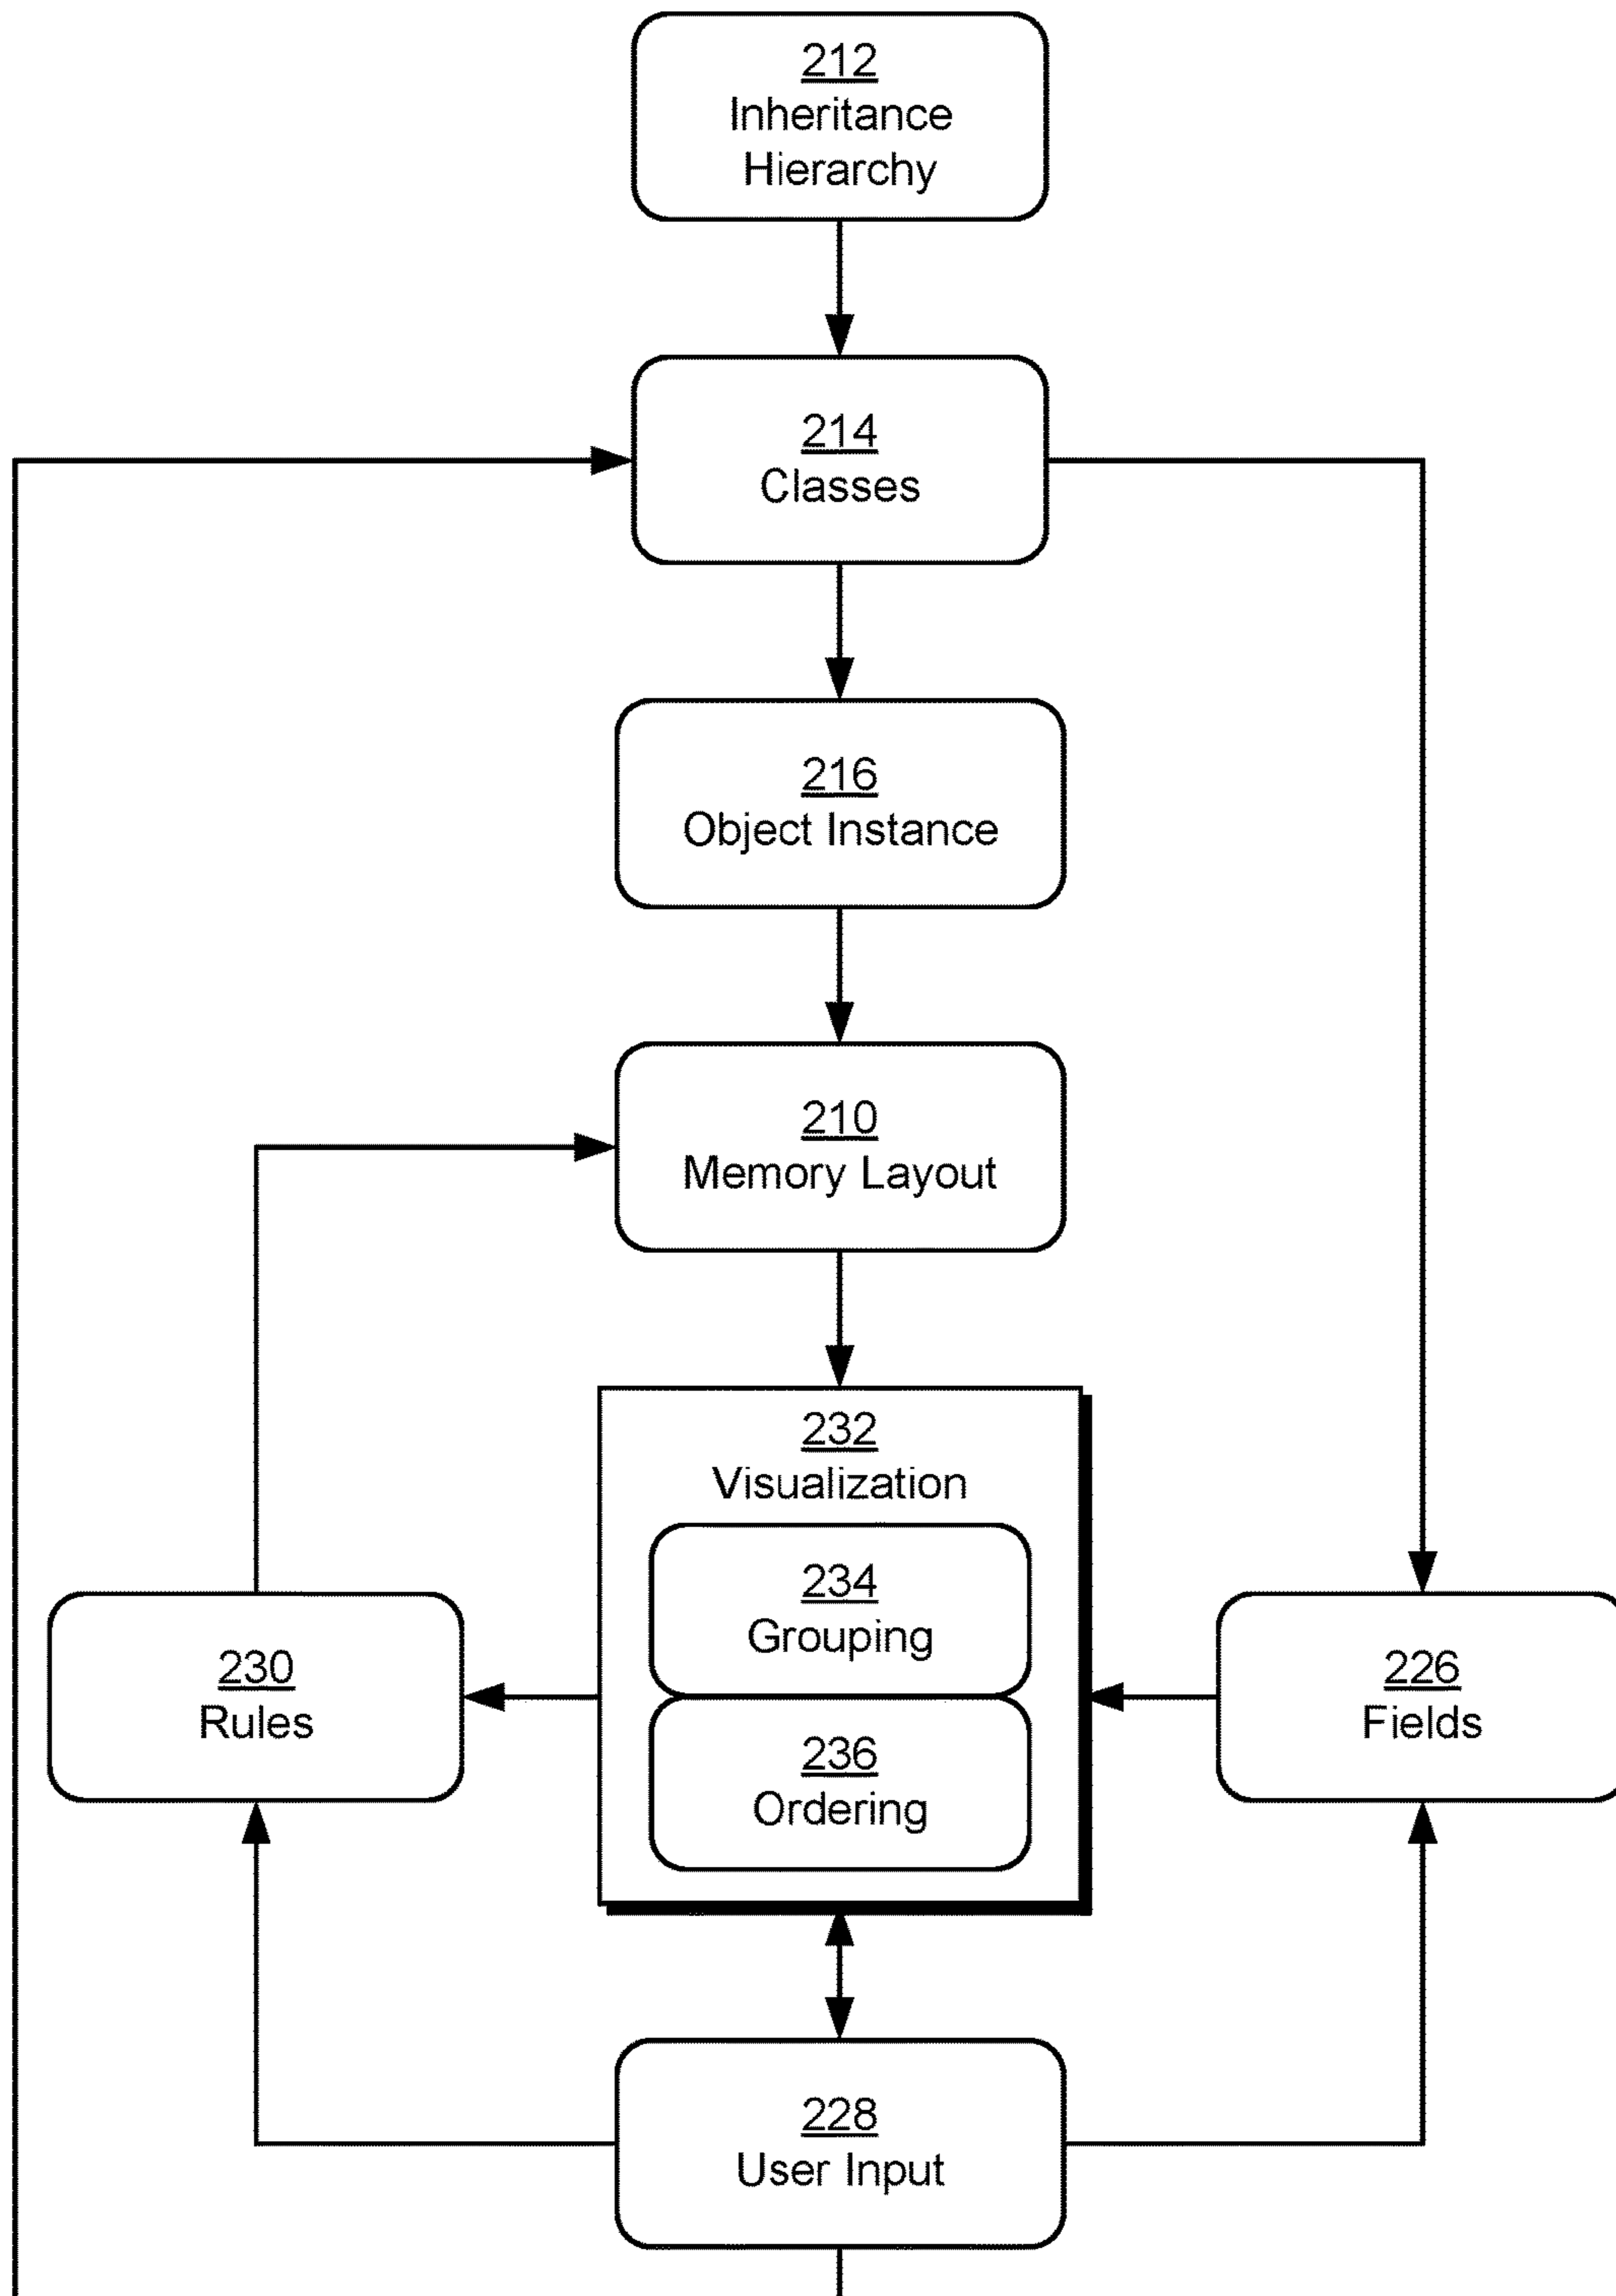 212
Inheritance
Hierarchy
214
Classes
216
Object Instance
210
Memory Layout
232
Visualization
234
Grouping
230
Rules
226
Fields
236
Ordering
228
User Input